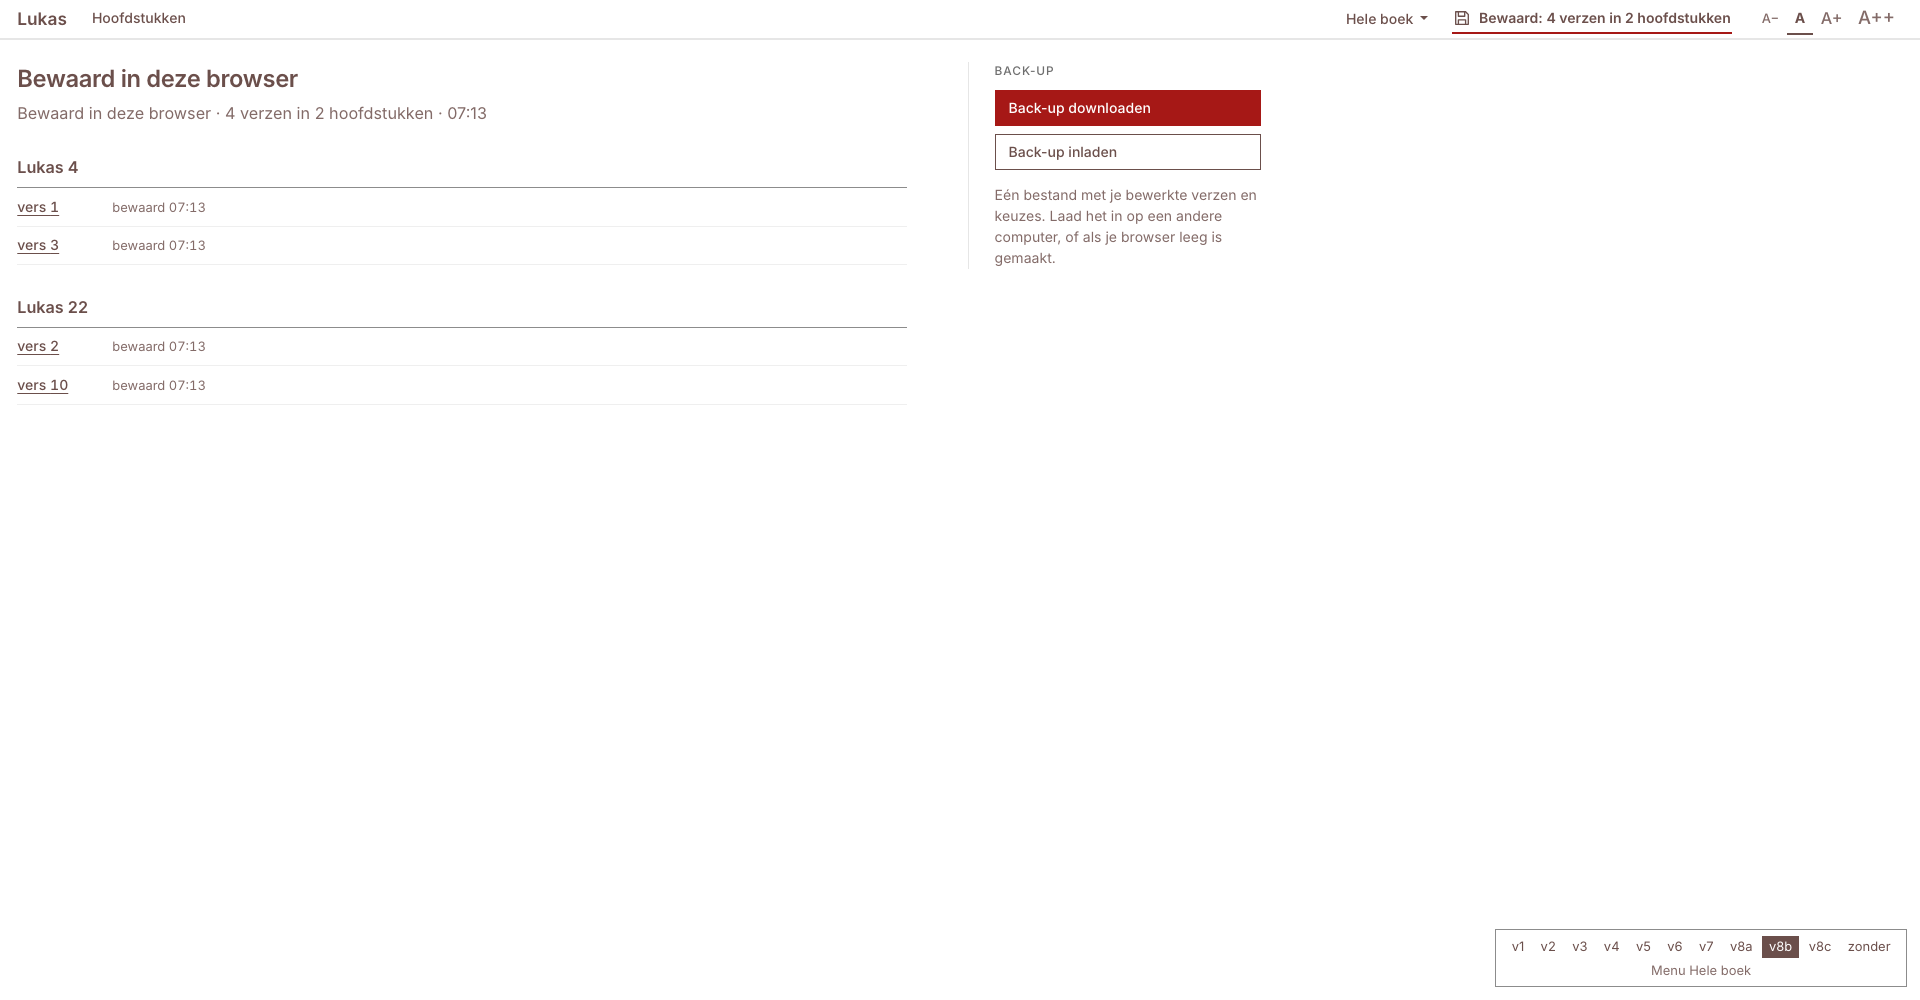 Lukas Hoofdstukken Hele boek Bewaard: 4 verzen in 2 hoofdstukken A− A A+ A++
Bewaard in deze browser
Bewaard in deze browser · 4 verzen in 2 hoofdstukken · 07:13
Lukas 4
vers 1 bewaard 07:13
vers 3 bewaard 07:13
Lukas 22
vers 2 bewaard 07:13
vers 10 bewaard 07:13
BACK-UP
Back-up downloaden
Back-up inladen
Eén bestand met je bewerkte verzen en
keuzes. Laad het in op een andere
computer, of als je browser leeg is
gemaakt.
v1 v2 v3 v4 v5 v6 v7 v8a v8b v8c zonder
Menu Hele boek